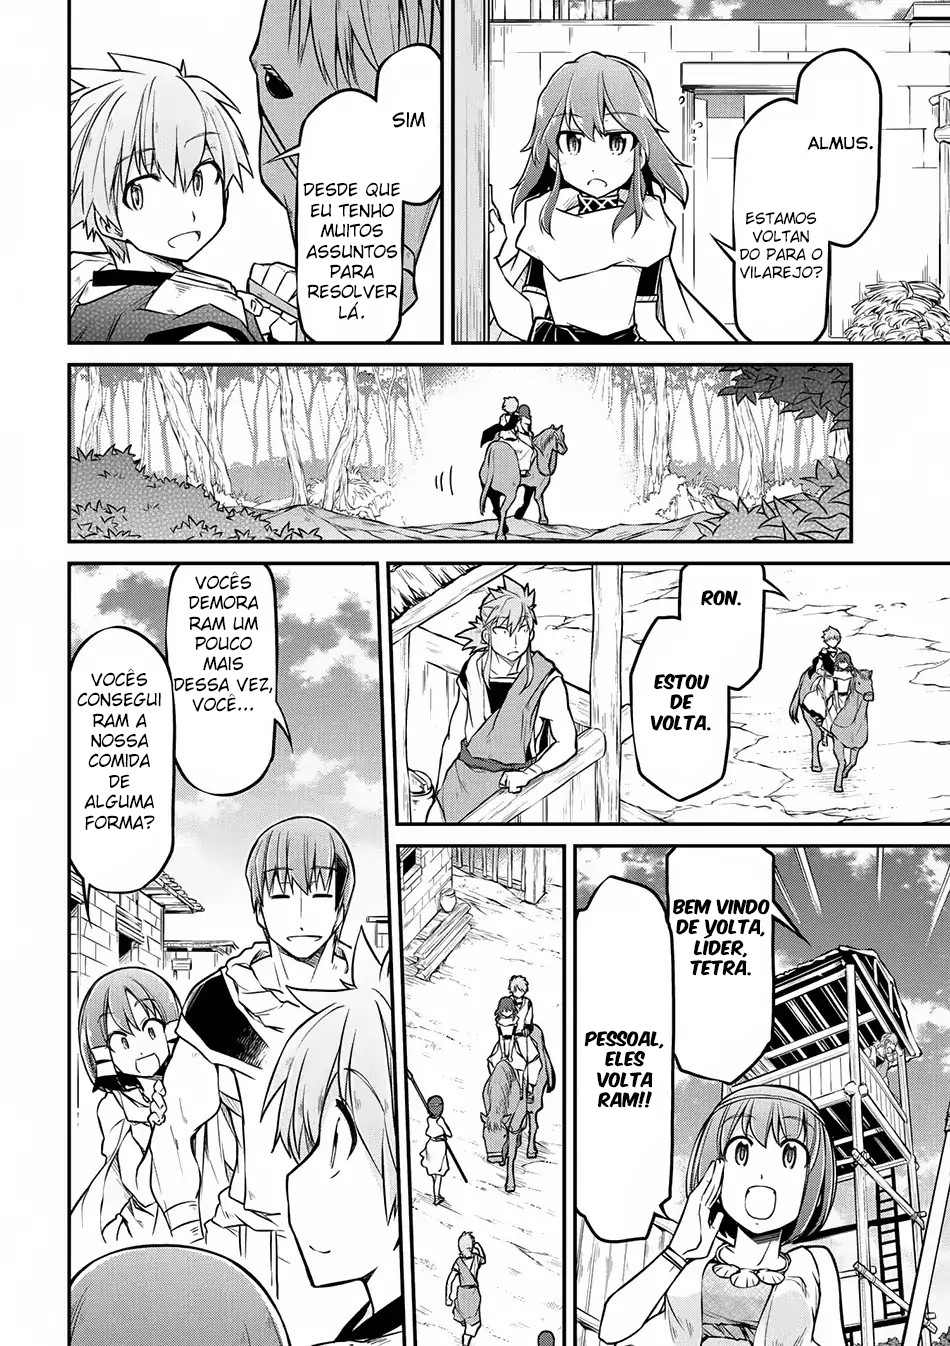 ALMUS.
ESTAMOS
VOLTAN
DO PARA O
VILAREJO?
SIM
DESDE QUE
EU TENHO
MUITOS
ASSUNTOS
PARA
RESOLVER
LÁ.
RON.
ESTOU
DE
VOLTA.
BEM VINDO
DE VOLTA,
LÍDER,
TETRA.
PESSOAL,
ELES
VOLTA
RAM!!
VOCÊS
DEMORA
RAM UM
POUCO
MAIS
DESSA VEZ,
VOCÊ...
VOCÊS
CONSEGUI
RAM A
NOSSA
COMIDA
DE
ALGUMA
FORMA?